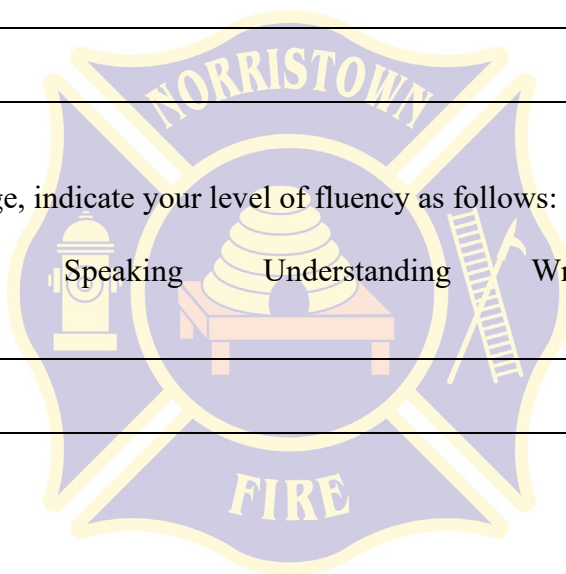 NORRISTOWN
ge, indicate your level of fluency as follows:
Speaking Understanding Wr
FIRE